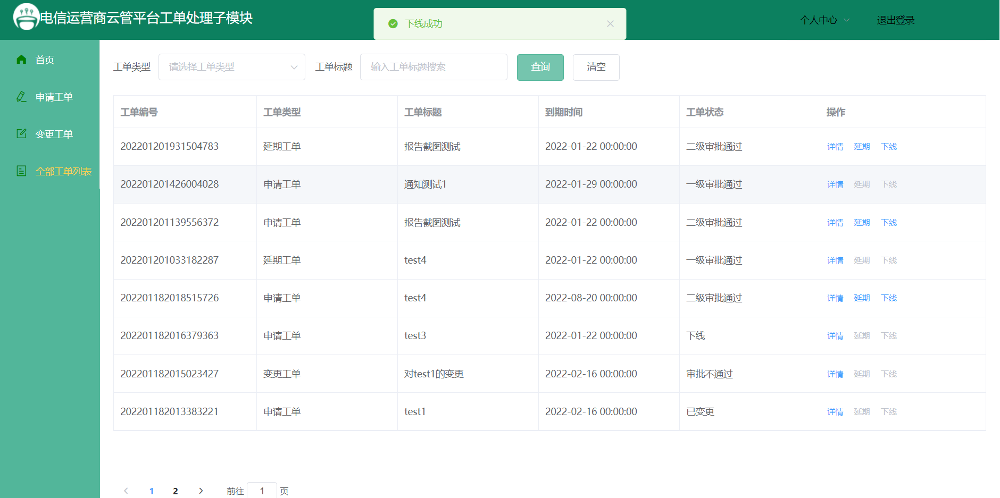 电信运营商云管平台工单处理子模块
下线成功
个人中心
退出登录
首页
申请工单
变更工单
全部工单列表
工单类型 请选择工单类型 工单标题 输入工单标题搜索 查询 清空
工单编号 工单类型 工单标题 到期时间 工单状态 操作
202201201931504783 延期工单 报告截图测试 2022-01-22 00:00:00 二级审批通过 详情 延期 下线
202201201426004028 申请工单 通知测试1 2022-01-29 00:00:00 一级审批通过 详情 延期 下线
202201201139556372 申请工单 报告截图测试 2022-01-22 00:00:00 二级审批通过 详情 延期 下线
202201201033182287 延期工单 test4 2022-01-22 00:00:00 一级审批通过 详情 延期 下线
202201182018515726 申请工单 test4 2022-08-20 00:00:00 二级审批通过 详情 延期 下线
202201182016379363 申请工单 test3 2022-01-22 00:00:00 下线 详情 延期 下线
202201182015023427 变更工单 对test1的变更 2022-02-16 00:00:00 审批不通过 详情 延期 下线
202201182013383221 申请工单 test1 2022-02-16 00:00:00 已变更 详情 延期 下线
1 2 前往 1 页